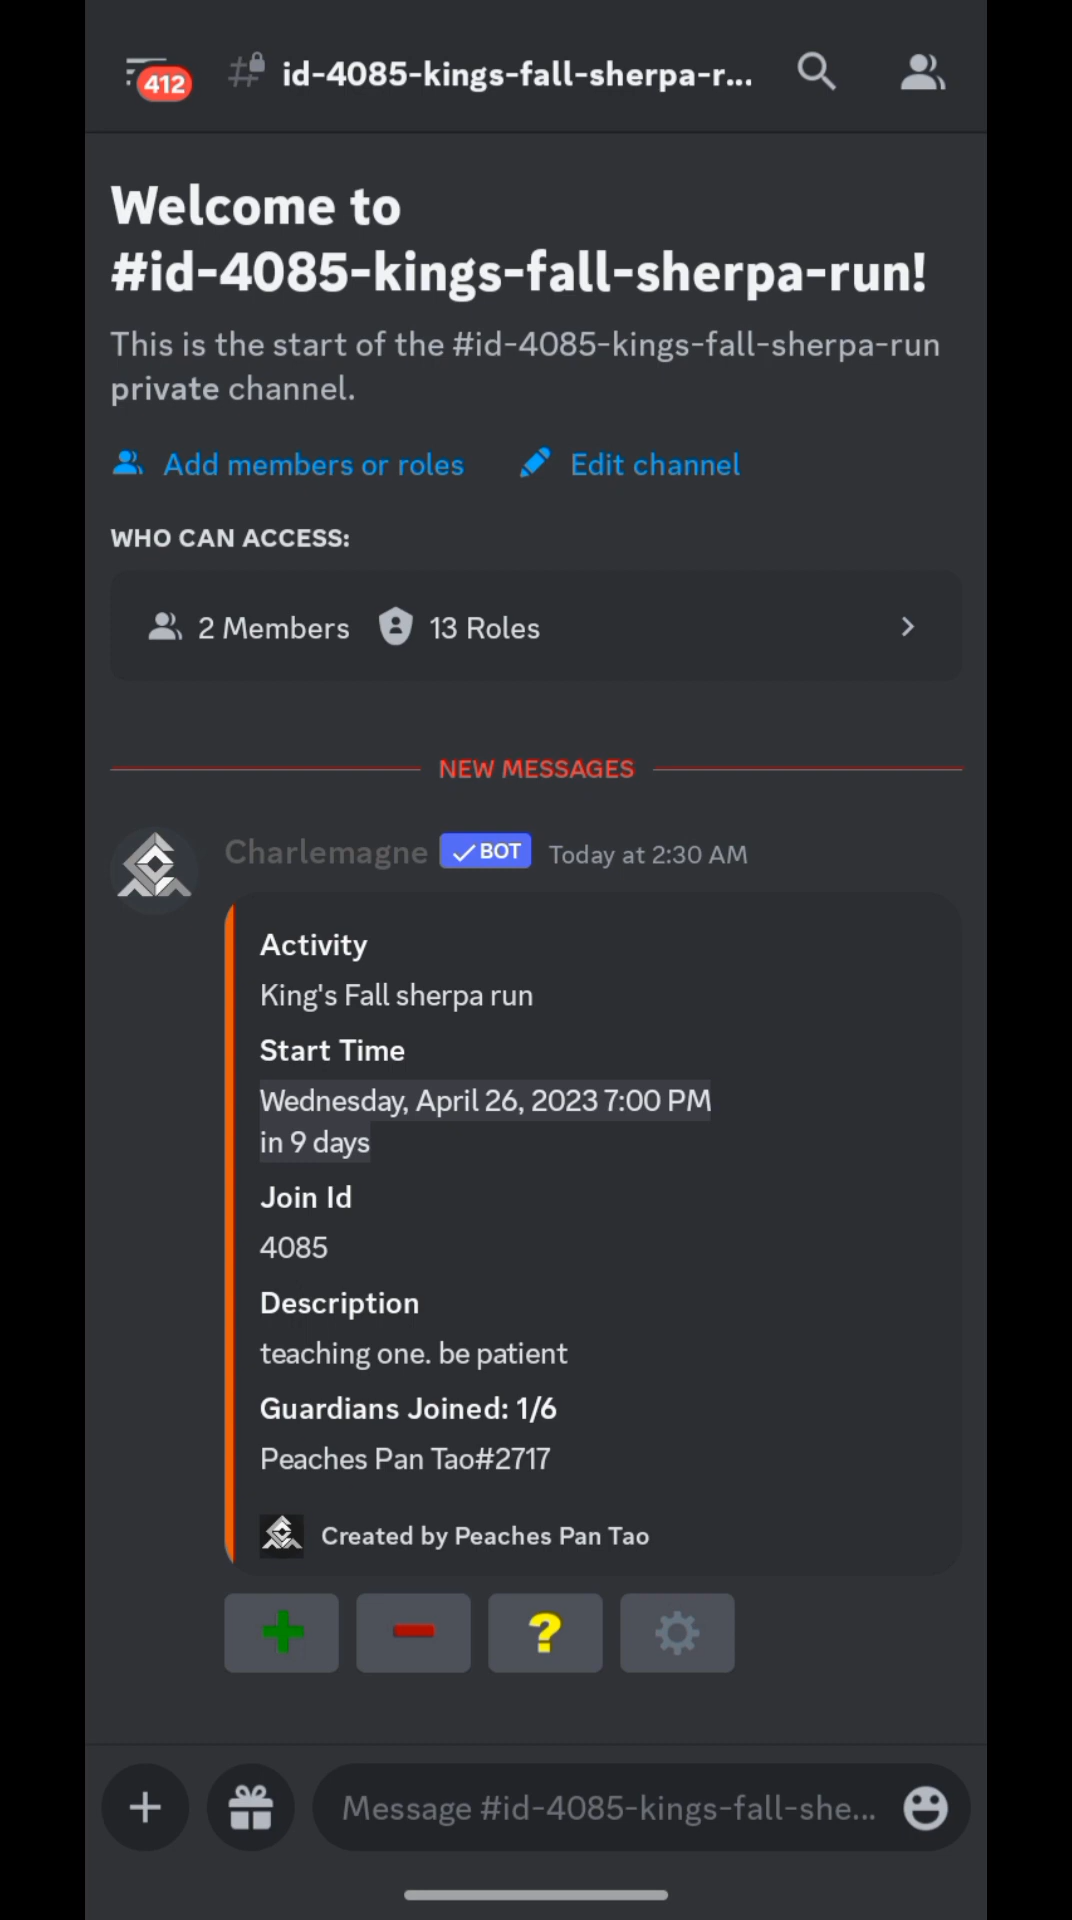 412
id-4085-kings-fall-sherpa-r...
Welcome to
#id-4085-kings-fall-sherpa-run!
This is the start of the #id-4085-kings-fall-sherpa-run
private channel.
Add members or roles
Edit channel
WHO CAN ACCESS:
2 Members
13 Roles
NEW MESSAGES
Charlemagne BOT Today at 2:30 AM
Activity
King's Fall sherpa run
Start Time
Wednesday, April 26, 2023 7:00 PM
in 9 days
Join Id
4085
Description
teaching one. be patient
Guardians Joined: 1/6
Peaches Pan Tao#2717
Created by Peaches Pan Tao
Message #id-4085-kings-fall-she...